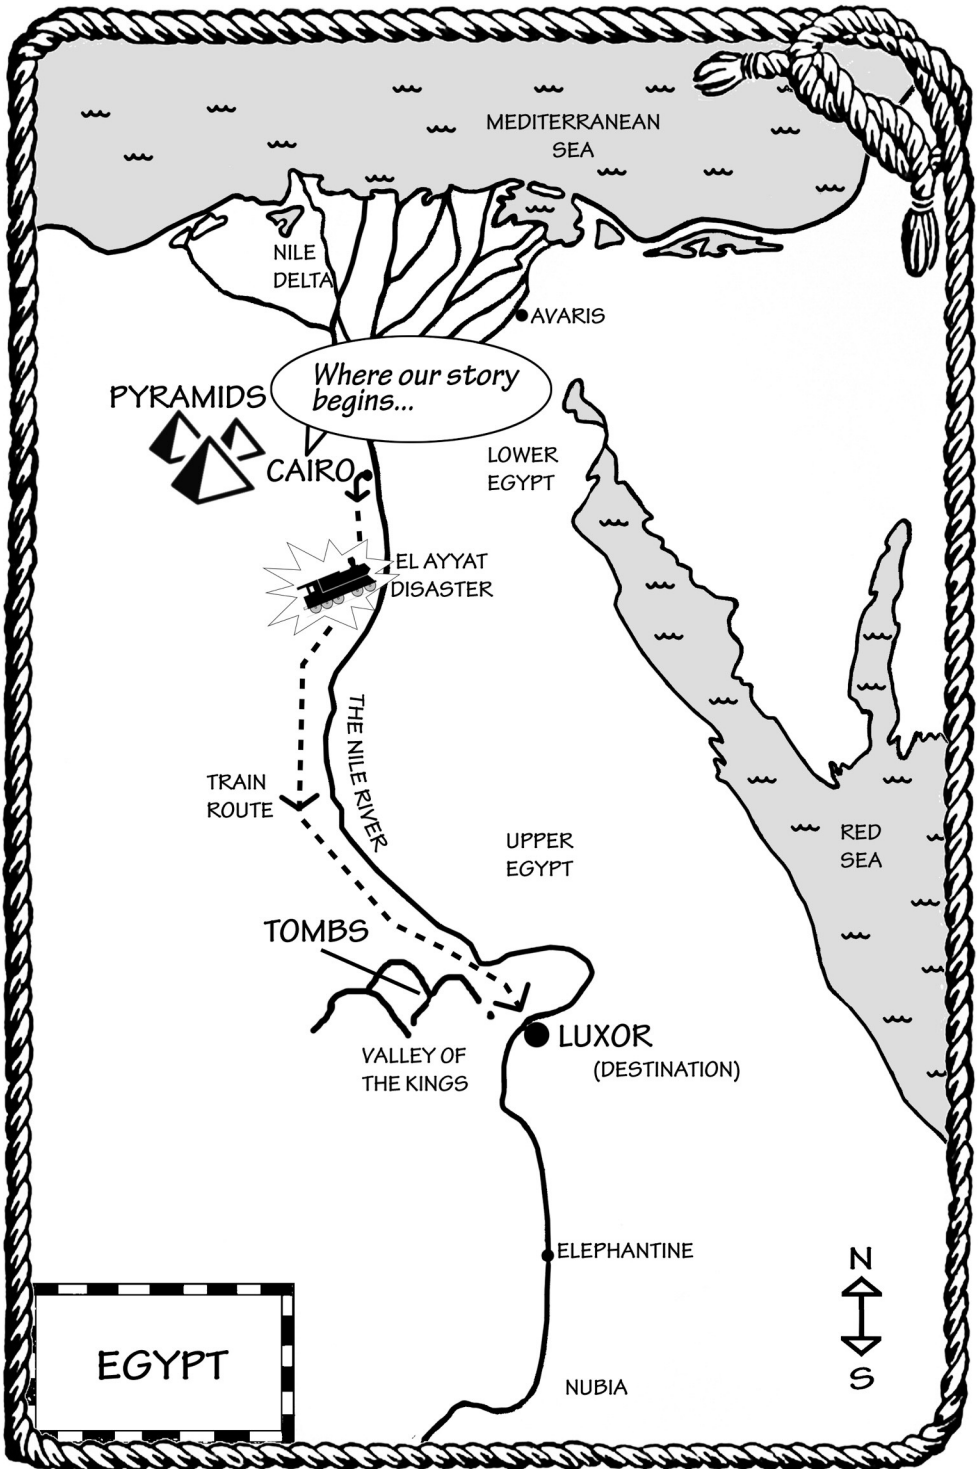 MEDITERRANEAN
SEA
NILE
DELTA
AVARIS
Where our story
begins...
PYRAMIDS
CAIRO
LOWER
EGYPT
EL AYYAT
DISASTER
THE NILE RIVER
TRAIN
ROUTE
UPPER
EGYPT
RED
SEA
TOMBS
LUXOR
(DESTINATION)
VALLEY OF
THE KINGS
ELEPHANTINE
N
S
EGYPT
NUBIA